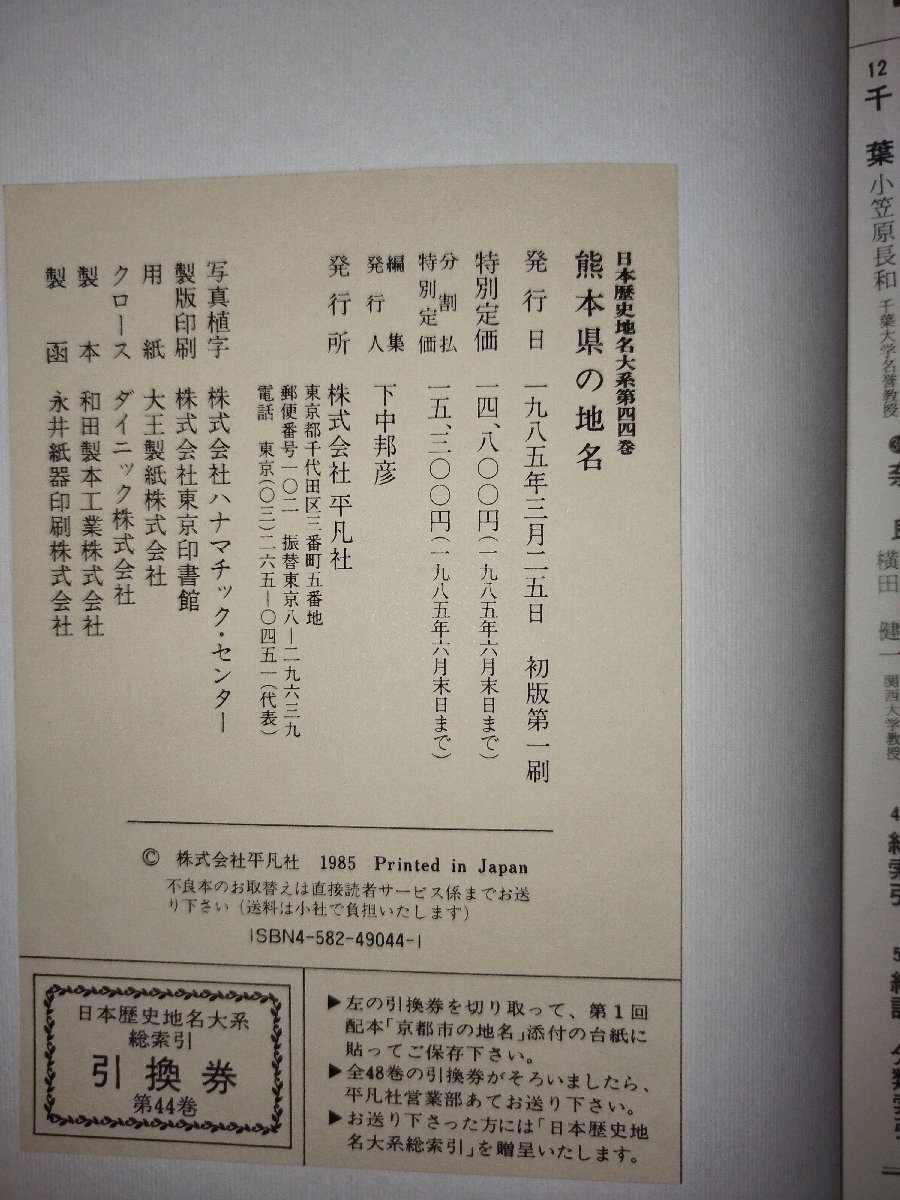 日本歴史地名大系第四四巻
熊本県の地名
発行日 一九八五年三月二五日 初版第一刷
特別定価 一四、八〇〇円(一九八五年六月末日まで)
分割払
特別定価 一五、三〇〇円(一九八五年六月末日まで)
編集
発行人 下中邦彦
発行所 株式会社 平凡社
東京都千代田区三番町五番地
郵便番号一〇二 振替東京八―二九六三九
電話 東京(〇三)二六五―〇四五一(代表)
写真植字 株式会社ハナマチック・センター
製版印刷 株式会社東京印書館
用紙 大王製紙株式会社
クロース ダイニック株式会社
製本 和田製本工業株式会社
製函 永井紙器印刷株式会社
© 株式会社平凡社 1985 Printed in Japan
不良本のお取替えは直接読者サービス係までお送
り下さい(送料は小社で負担いたします)
ISBN4-582-49044-1
日本歴史地名大系
総索引
引換券
第44巻
▶左の引換券を切り取って、第1回
配本「京都市の地名」添付の台紙に
貼ってご保存下さい。
▶全48巻の引換券がそろいましたら、
平凡社営業部あてお送り下さい。
▶お送り下さった方には「日本歴史地
名大系総索引」を贈呈いたします。
12
千葉 小笠原長和 千葉大学名誉教授
奈良 横田健一 関西大学教授
総索引